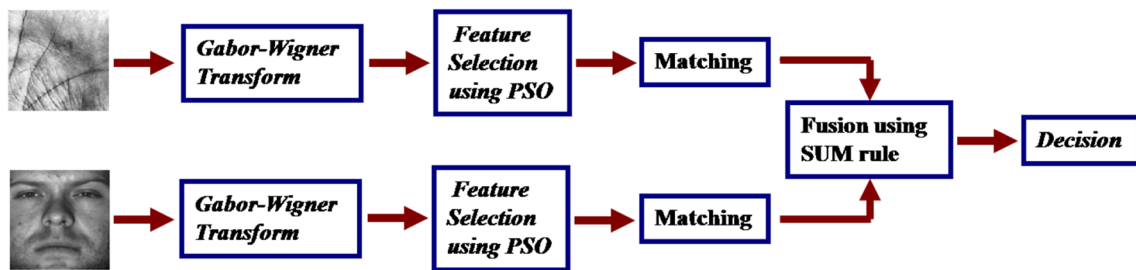 Gabor-Wigner
Transform
Feature
Selection
using PSO
Matching
Fusion using
SUM rule
Decision
Gabor-Wigner
Transform
Feature
Selection
using PSO
Matching